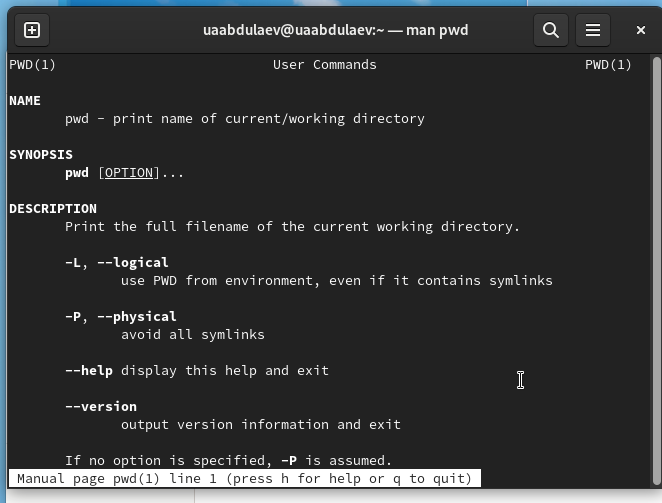 uaabdulaev@uaabdulaev:~ — man pwd
PWD(1) User Commands PWD(1)
NAME
pwd - print name of current/working directory
SYNOPSIS
pwd [OPTION]...
DESCRIPTION
Print the full filename of the current working directory.
-L, --logical
use PWD from environment, even if it contains symlinks
-P, --physical
avoid all symlinks
--help display this help and exit
--version
output version information and exit
If no option is specified, -P is assumed.
Manual page pwd(1) line 1 (press h for help or q to quit)